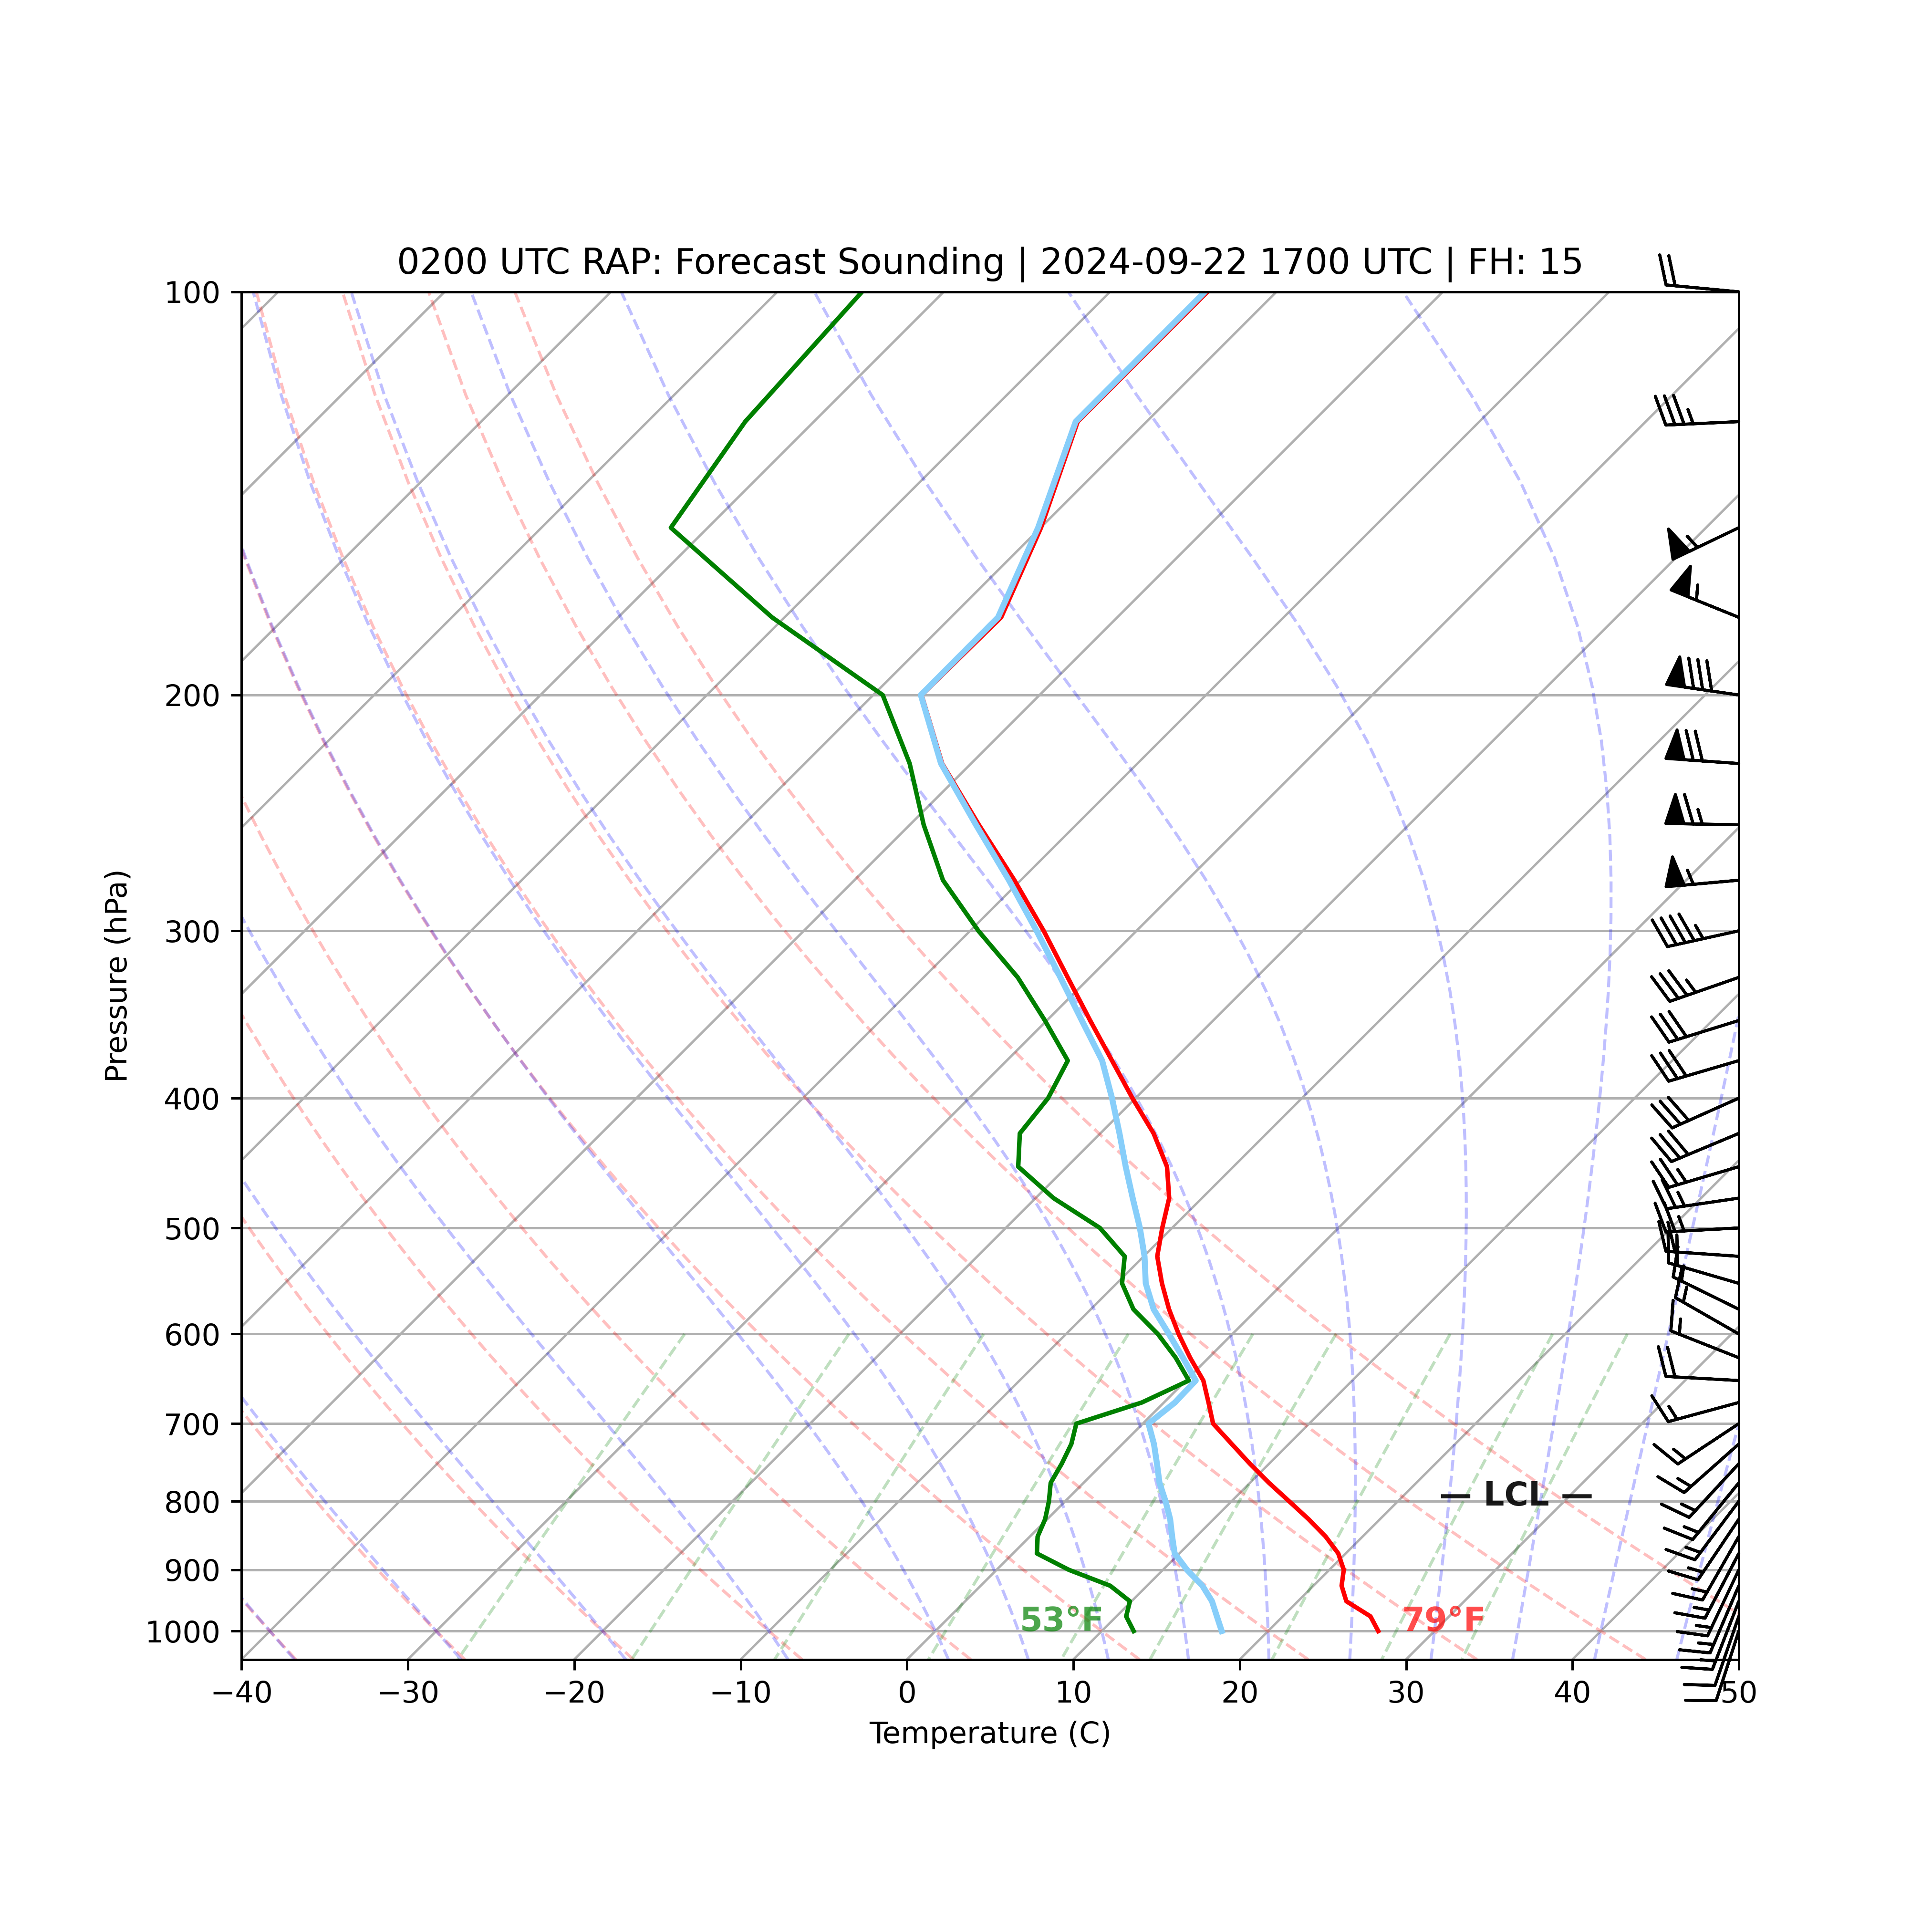 0200 UTC RAP: Forecast Sounding | 2024-09-22 1700 UTC | FH: 15
100
200
300
400
500
600
700
800
900
1000
Pressure (hPa)
— LCL —
53°F
79°F
−40 −30 −20 −10 0 10 20 30 40 50
Temperature (C)